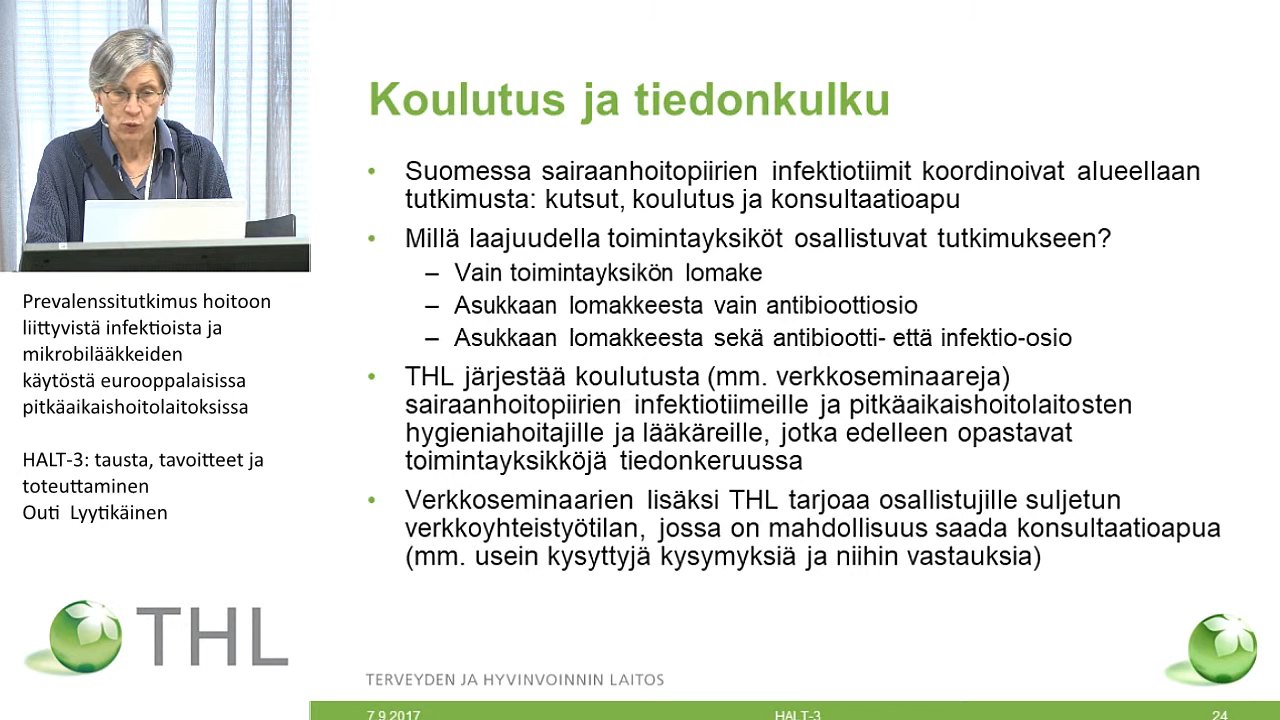 Koulutus ja tiedonkulku
• Suomessa sairaanhoitopiirien infektiotiimit koordinoivat alueellaan
tutkimusta: kutsut, koulutus ja konsultaatioapu
• Millä laajuudella toimintayksiköt osallistuvat tutkimukseen?
– Vain toimintayksikön lomake
– Asukkaan lomakkeesta vain antibioottiosio
– Asukkaan lomakkeesta sekä antibiootti- että infektio-osio
• THL järjestää koulutusta (mm. verkkoseminaareja)
sairaanhoitopiirien infektiotiimeille ja pitkäaikaishoitolaitosten
hygieniahoitajille ja lääkäreille, jotka edelleen opastavat
toimintayksikköjä tiedonkeruussa
• Verkkoseminaarien lisäksi THL tarjoaa osallistujille suljetun
verkkoyhteistyötilan, jossa on mahdollisuus saada konsultaatioapua
(mm. usein kysyttyjä kysymyksiä ja niihin vastauksia)
Prevalenssitutkimus hoitoon
liittyvistä infektioista ja
mikrobilääkkeiden
käytöstä eurooppalaisissa
pitkäaikaishoitolaitoksissa
HALT-3: tausta, tavoitteet ja
toteuttaminen
Outi Lyytikäinen
THL
TERVEYDEN JA HYVINVOINNIN LAITOS
7.9.2017
HALT-3
24